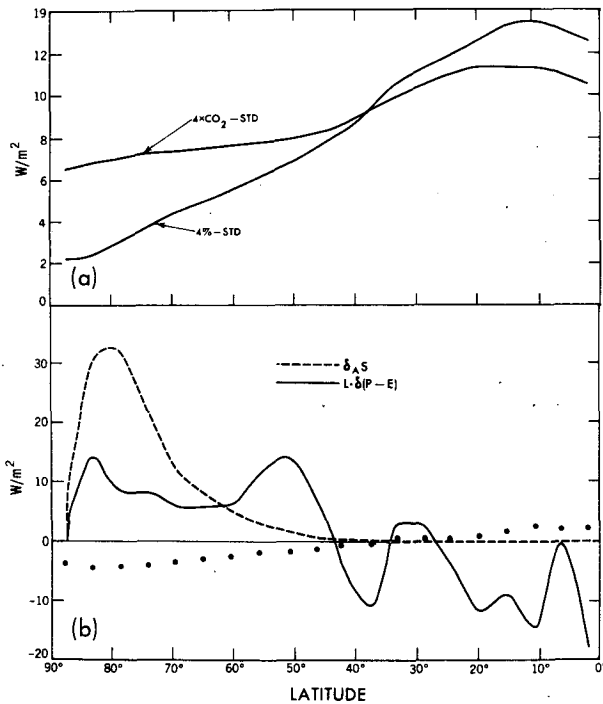 19
12
10
8
6
4
2
0
W/m²
4×CO₂—STD
4%—STD
(a)
30
20
10
0
-10
-20
W/m²
δ_A S
L·δ(P—E)
(b)
90° 80° 70° 60° 50° 40° 30° 20° 10° 0°
LATITUDE